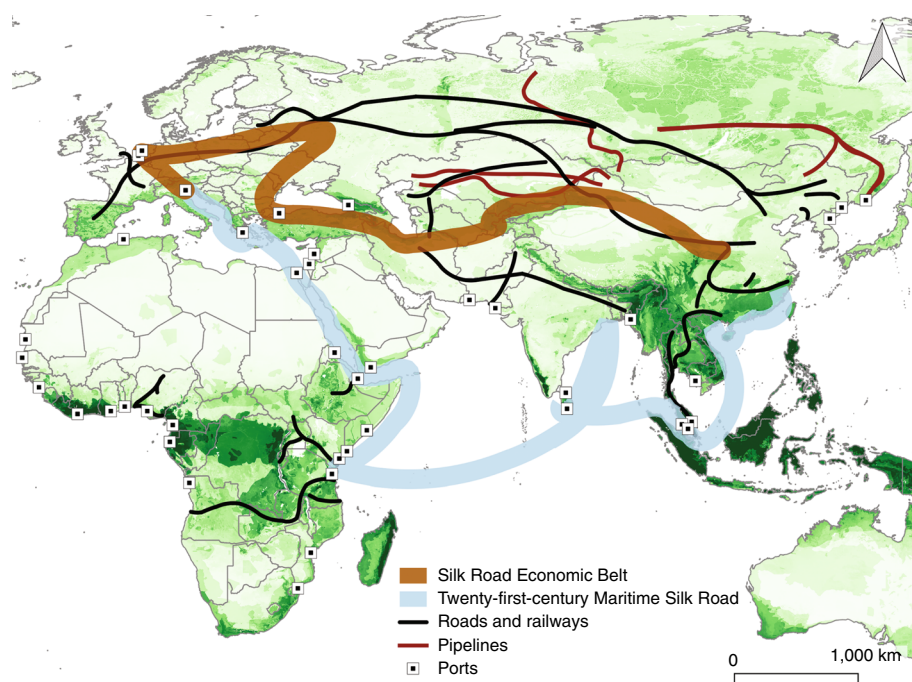 Silk Road Economic Belt
Twenty-first-century Maritime Silk Road
Roads and railways
Pipelines
Ports
0 1,000 km